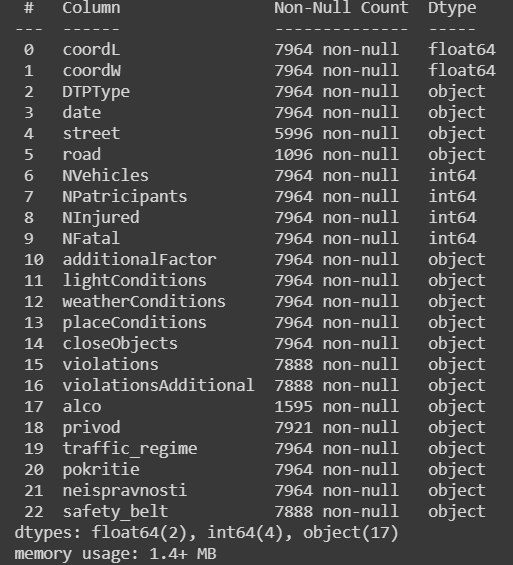 #   Column                Non-Null Count  Dtype
---  ------                --------------  -----
0   coordL                7964 non-null   float64
1   coordW                7964 non-null   float64
2   DTPType               7964 non-null   object
3   date                  7964 non-null   object
4   street                5996 non-null   object
5   road                  1096 non-null   object
6   NVehicles             7964 non-null   int64
7   NPatricipants         7964 non-null   int64
8   NInjured              7964 non-null   int64
9   NFatal                7964 non-null   int64
10  additionalFactor      7964 non-null   object
11  lightConditions       7964 non-null   object
12  weatherConditions     7964 non-null   object
13  placeConditions       7964 non-null   object
14  closeObjects          7964 non-null   object
15  violations            7888 non-null   object
16  violationsAdditional  7888 non-null   object
17  alco                  1595 non-null   object
18  privod                7921 non-null   object
19  traffic_regime        7964 non-null   object
20  pokritie              7964 non-null   object
21  neispravnosti         7964 non-null   object
22  safety_belt           7888 non-null   object
dtypes: float64(2), int64(4), object(17)
memory usage: 1.4+ MB